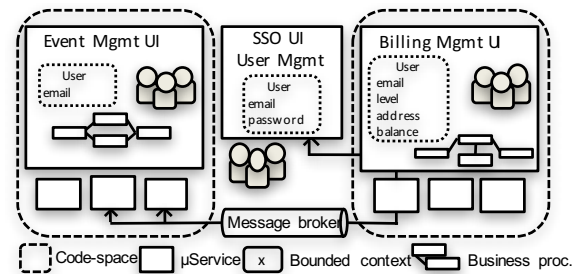 Event Mgmt UI
User
email
SSO UI
User Mgmt
User
email
password
Billing Mgmt UI
User
email
level
address
balance
Message broker
Code-space
µService
x
Bounded context
Business proc.